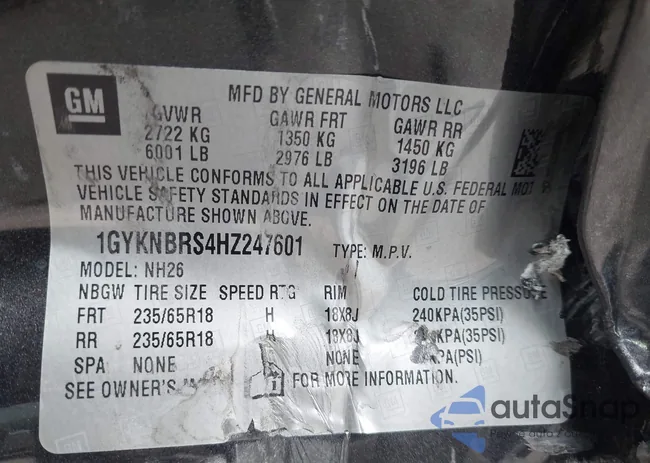 GM
MFD BY GENERAL MOTORS LLC
GVWR GAWR FRT GAWR RR
2722 KG 1350 KG 1450 KG
6001 LB 2976 LB 3196 LB
THIS VEHICLE CONFORMS TO ALL APPLICABLE U.S. FEDERAL MOT
VEHICLE SAFETY STANDARDS IN EFFECT ON THE DATE OF
MANUFACTURE SHOWN ABOVE.
1GYKNBRS4HZ247601 TYPE: M.P.V.
MODEL: NH26
NBGW TIRE SIZE SPEED RTG RIM COLD TIRE PRESSURE
FRT 235/65R18 H 18X8J 240KPA(35PSI)
RR 235/65R18 H 18X8J KPA(35PSI)
SPA NONE NONE KPA(PSI)
SEE OWNER'S FOR MORE INFORMATION.
autoSnap